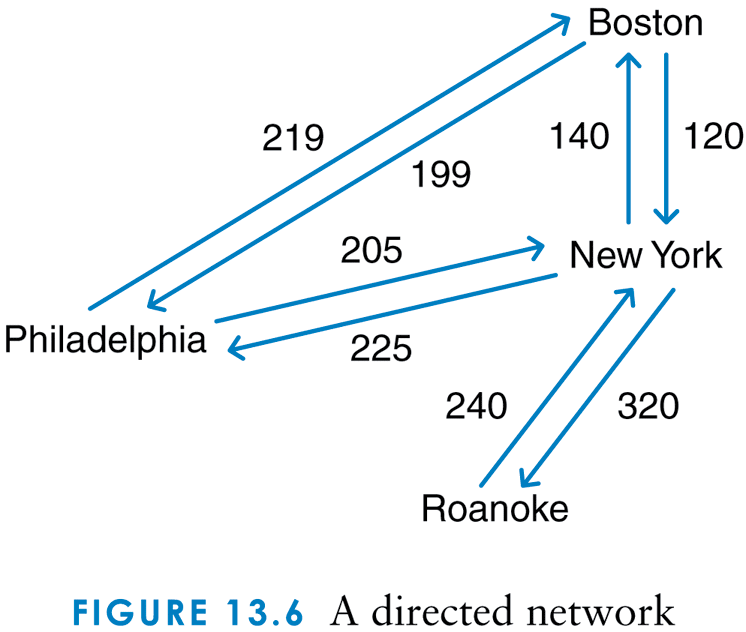 Boston
219
140
120
199
205
New York
Philadelphia
225
240
320
Roanoke
FIGURE 13.6 A directed network